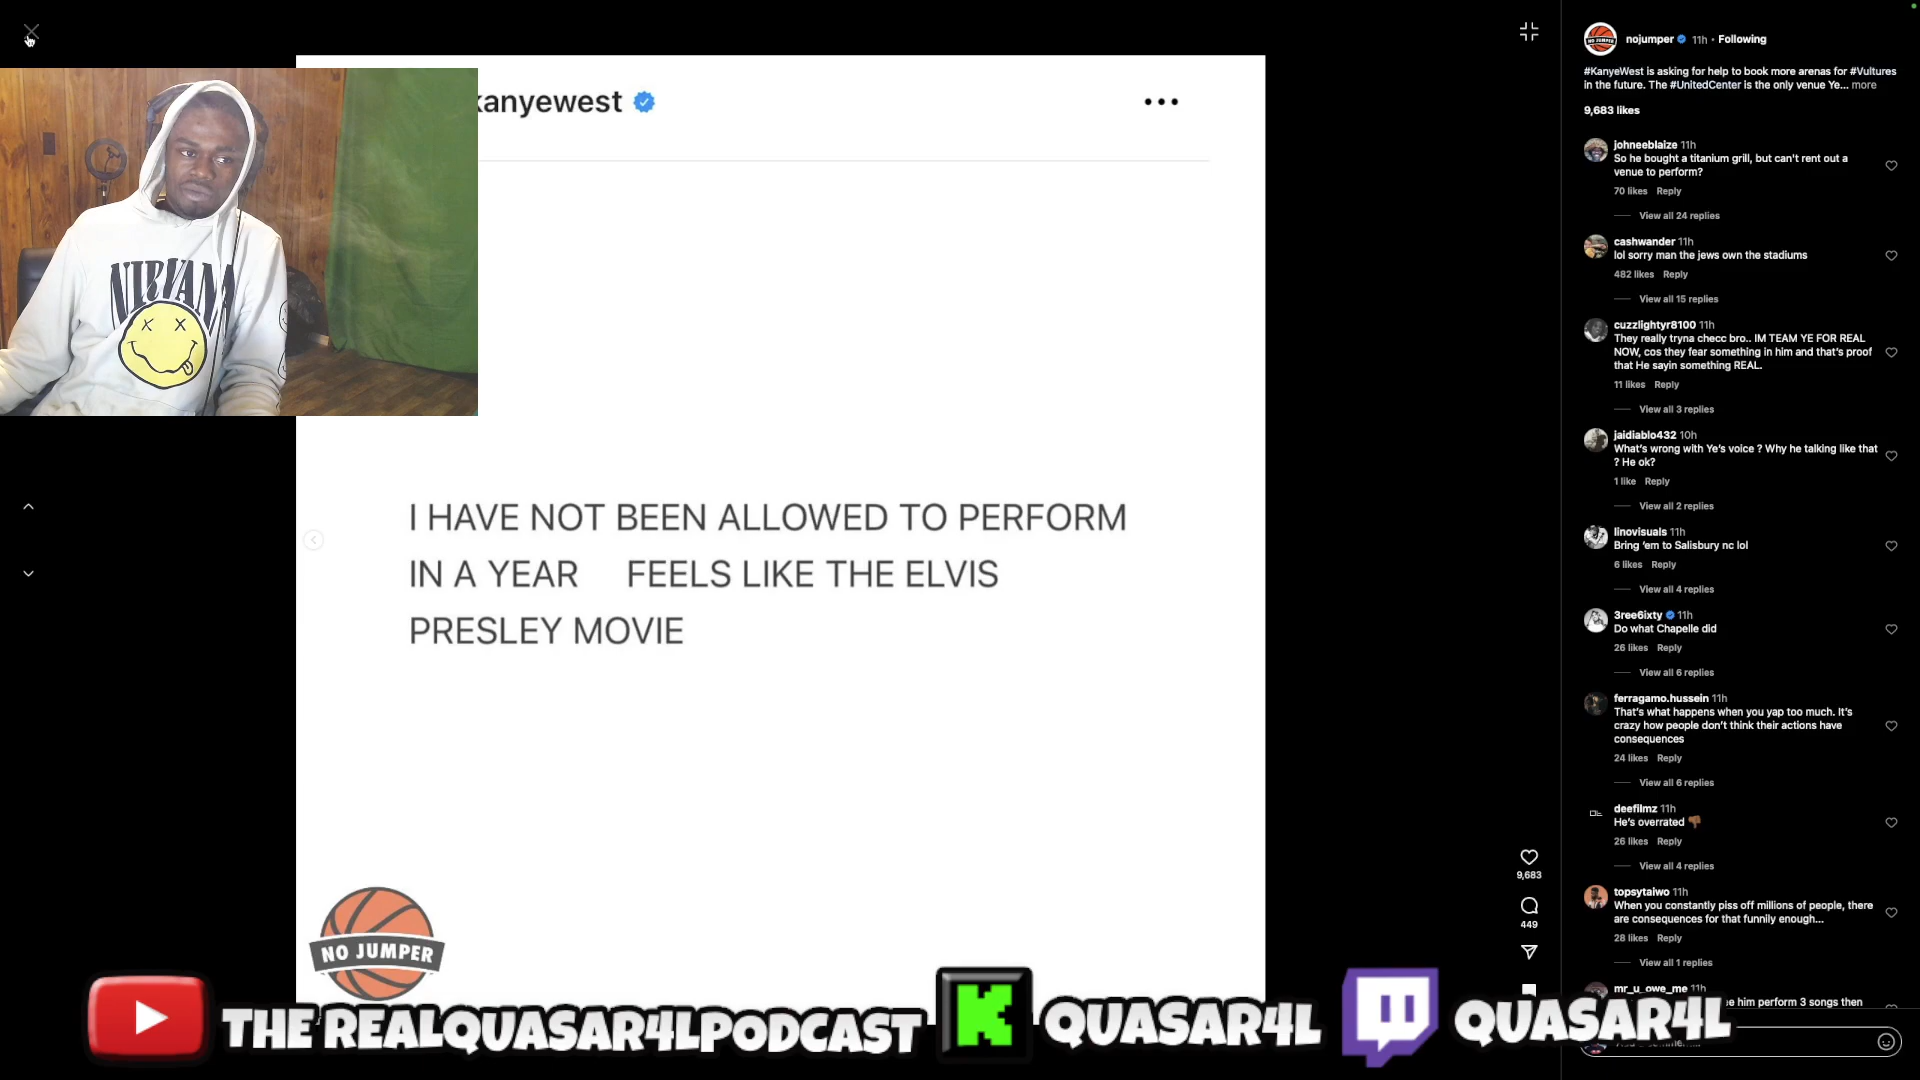 kanyewest
I HAVE NOT BEEN ALLOWED TO PERFORM
IN A YEAR FEELS LIKE THE ELVIS
PRESLEY MOVIE
NIRVANA
NO JUMPER
9,683
449
nojumper 11h • Following
#KanyeWest is asking for help to book more arenas for #Vultures
in the future. The #UnitedCenter is the only venue Ye... more
9,683 likes
johneeblaize 11h
So he bought a titanium grill, but can't rent out a
venue to perform?
70 likes Reply
View all 24 replies
cashwander 11h
lol sorry man the jews own the stadiums
482 likes Reply
View all 15 replies
cuzzlightyr8100 11h
They really tryna checc bro.. IM TEAM YE FOR REAL
NOW, cos they fear something in him and that's proof
that He sayin something REAL.
11 likes Reply
View all 3 replies
jaidiablo432 10h
What's wrong with Ye's voice ? Why he talking like that
? He ok?
1 like Reply
View all 2 replies
linovisuals 11h
Bring 'em to Salisbury nc lol
6 likes Reply
View all 4 replies
3ree6ixty 11h
Do what Chapelle did
26 likes Reply
View all 6 replies
ferragamo.hussein 11h
That's what happens when you yap too much. It's
crazy how people don't think their actions have
consequences
24 likes Reply
View all 6 replies
deefilmz 11h
He's overrated
26 likes Reply
View all 4 replies
topsytaiwo 11h
When you constantly piss off millions of people, there
are consequences for that funnily enough...
28 likes Reply
View all 1 replies
mr_u_owe_me 11h
him perform 3 songs then
THE REALQUASAR4LPODCAST
K
QUASAR4L
QUASAR4L